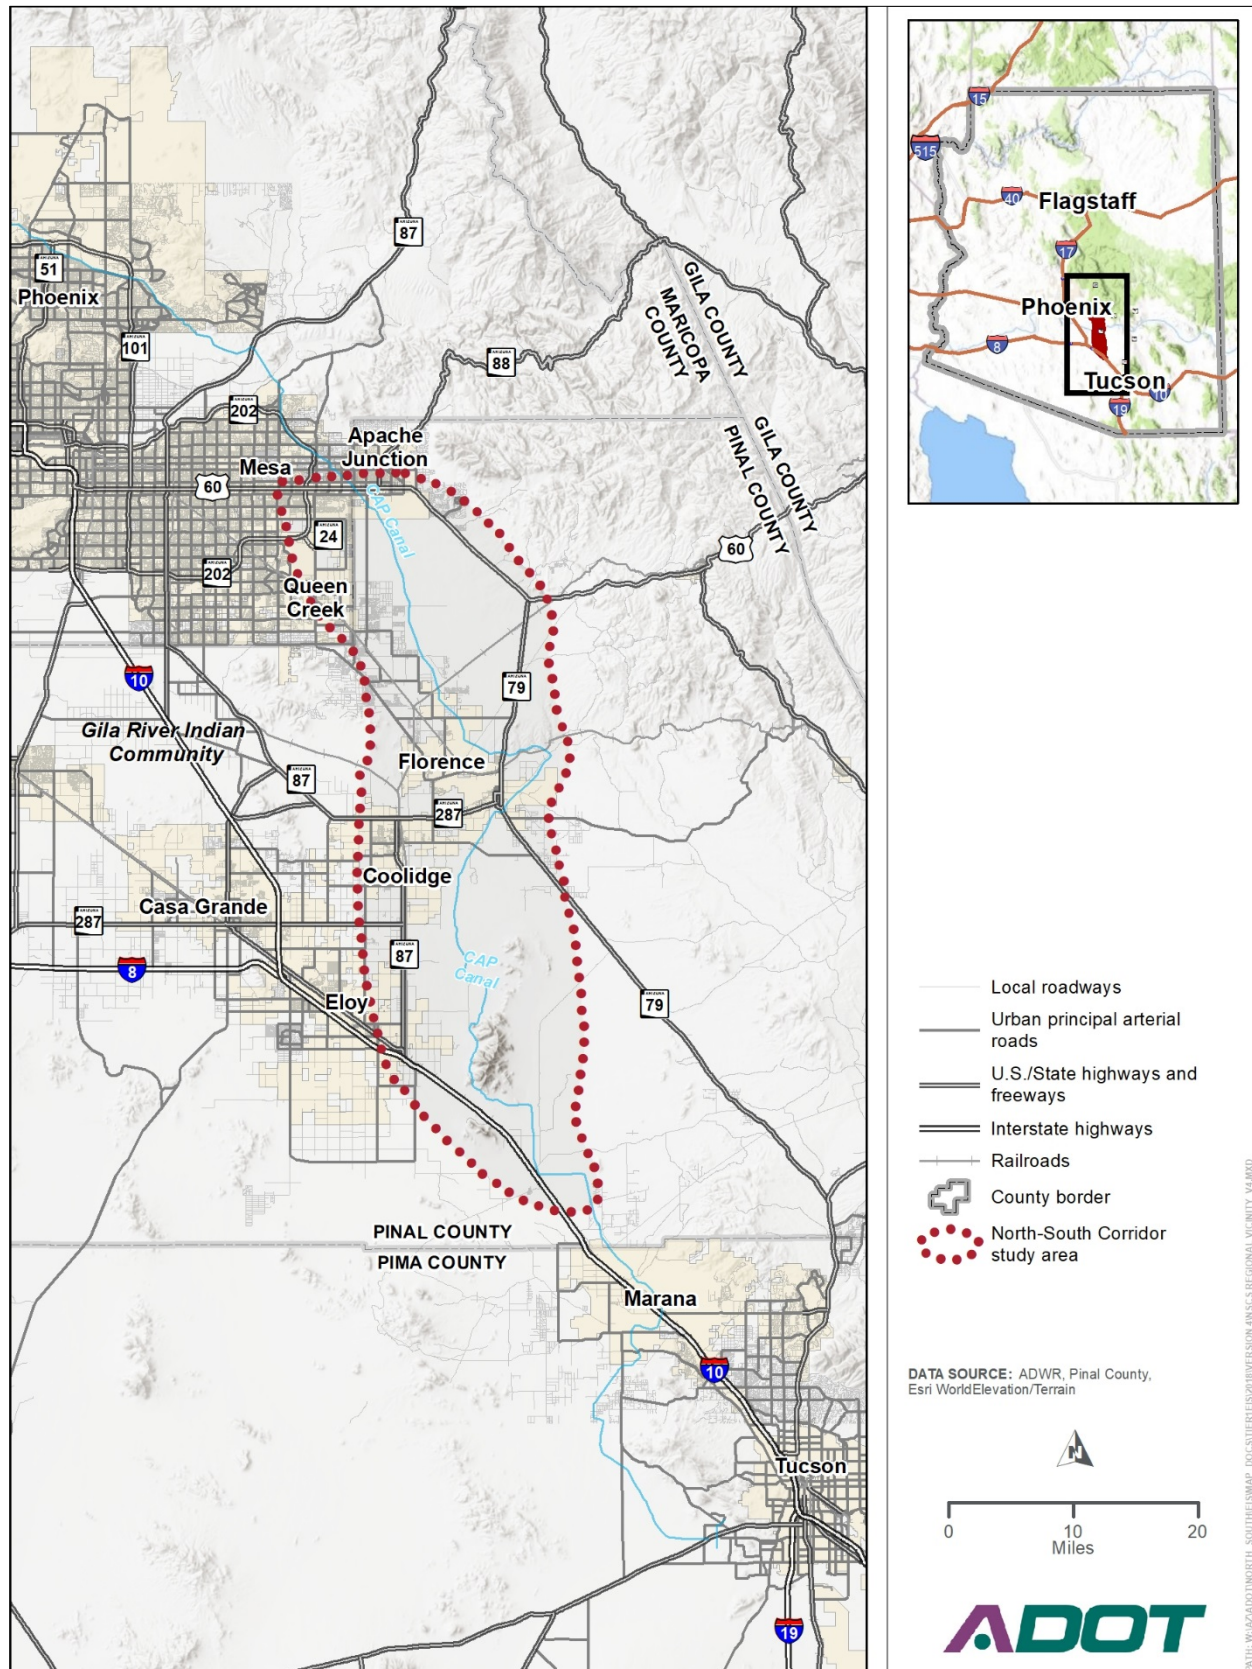 87
51
Phoenix
101
GILA COUNTY
MARICOPA
COUNTY
88
202
Apache
Junction
Mesa
60
GILA COUNTY
PINAL COUNTY
CAP Canal
24
60
202
Queen
Creek
10
79
Gila River Indian
Community
Florence
87
287
Coolidge
Casa Grande
287
87
CAP
Canal
8
Eloy
79
PINAL COUNTY
PIMA COUNTY
Marana
10
Tucson
19
15
515
40
Flagstaff
17
Phoenix
8
Tucson
10
19
Local roadways
Urban principal arterial
roads
U.S./State highways and
freeways
Interstate highways
Railroads
County border
North-South Corridor
study area
DATA SOURCE: ADWR, Pinal County,
Esri WorldElevation/Terrain
N
0 10 20
Miles
ADOT